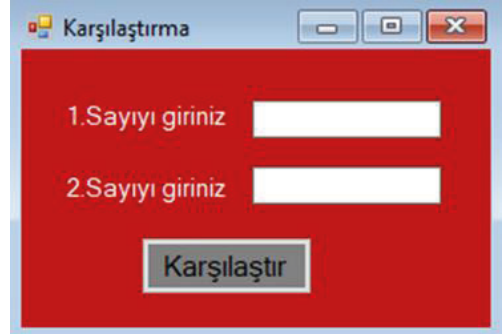 Karşılaştırma
1.Sayıyı giriniz
2.Sayıyı giriniz
Karşılaştır